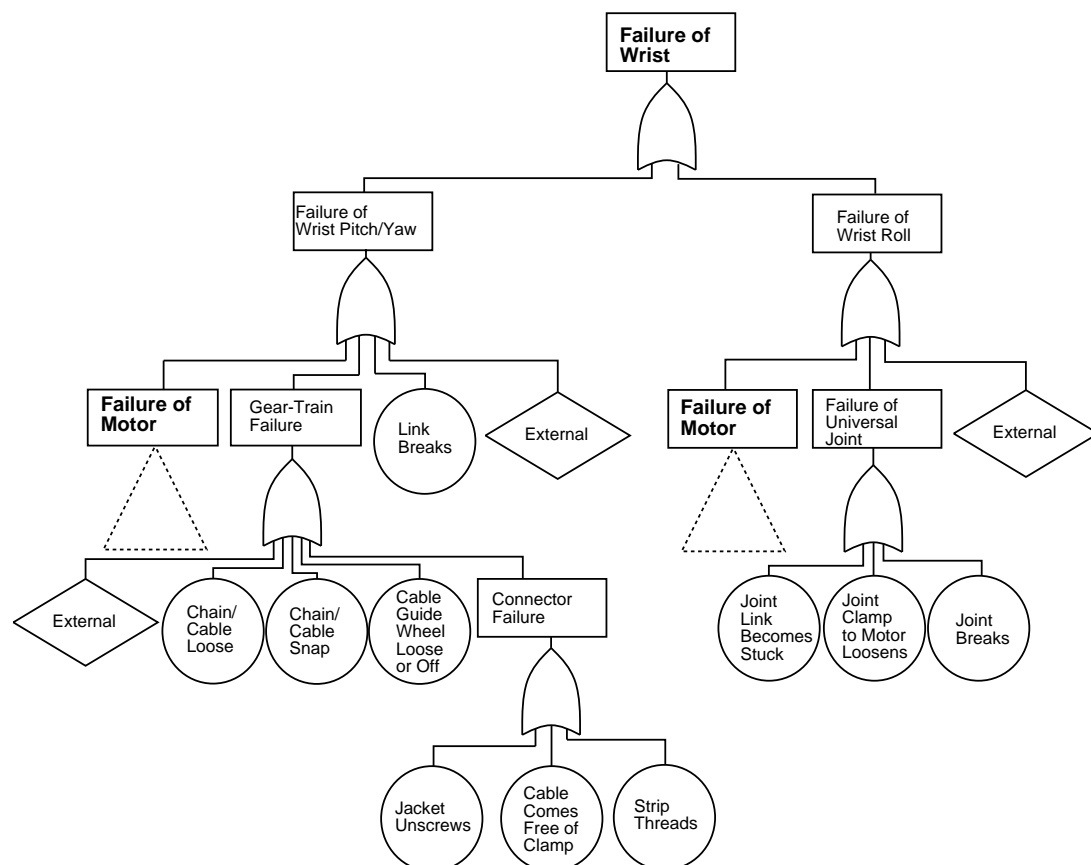 Failure of
Wrist
Failure of
Wrist Pitch/Yaw
Failure of
Wrist Roll
Failure of
Motor
Gear-Train
Failure
Link
Breaks
External
Failure of
Motor
Failure of
Universal
Joint
External
External
Chain/
Cable
Loose
Chain/
Cable
Snap
Cable
Guide
Wheel
Loose
or Off
Connector
Failure
Joint
Link
Becomes
Stuck
Joint
Clamp
to Motor
Loosens
Joint
Breaks
Jacket
Unscrews
Cable
Comes
Free of
Clamp
Strip
Threads